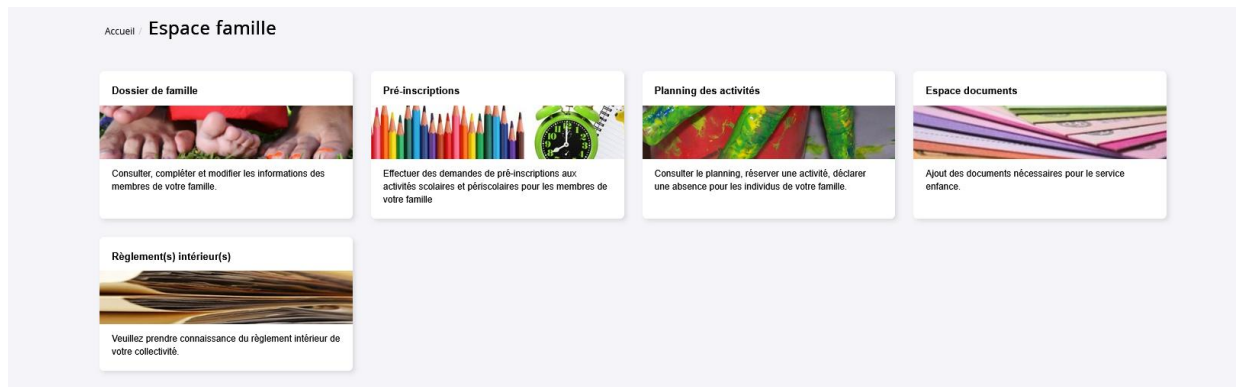 Accueil / Espace famille
Dossier de famille
Consulter, compléter et modifier les informations des
membres de votre famille.
Pré-inscriptions
Effectuer des demandes de pré-inscriptions aux
activités scolaires et périscolaires pour les membres de
votre famille
Planning des activités
Consulter le planning, réserver une activité, déclarer
une absence pour les individus de votre famille.
Espace documents
Ajout des documents nécessaires pour le service
enfance.
Règlement(s) intérieur(s)
Veuillez prendre connaissance du règlement intérieur de
votre collectivité.